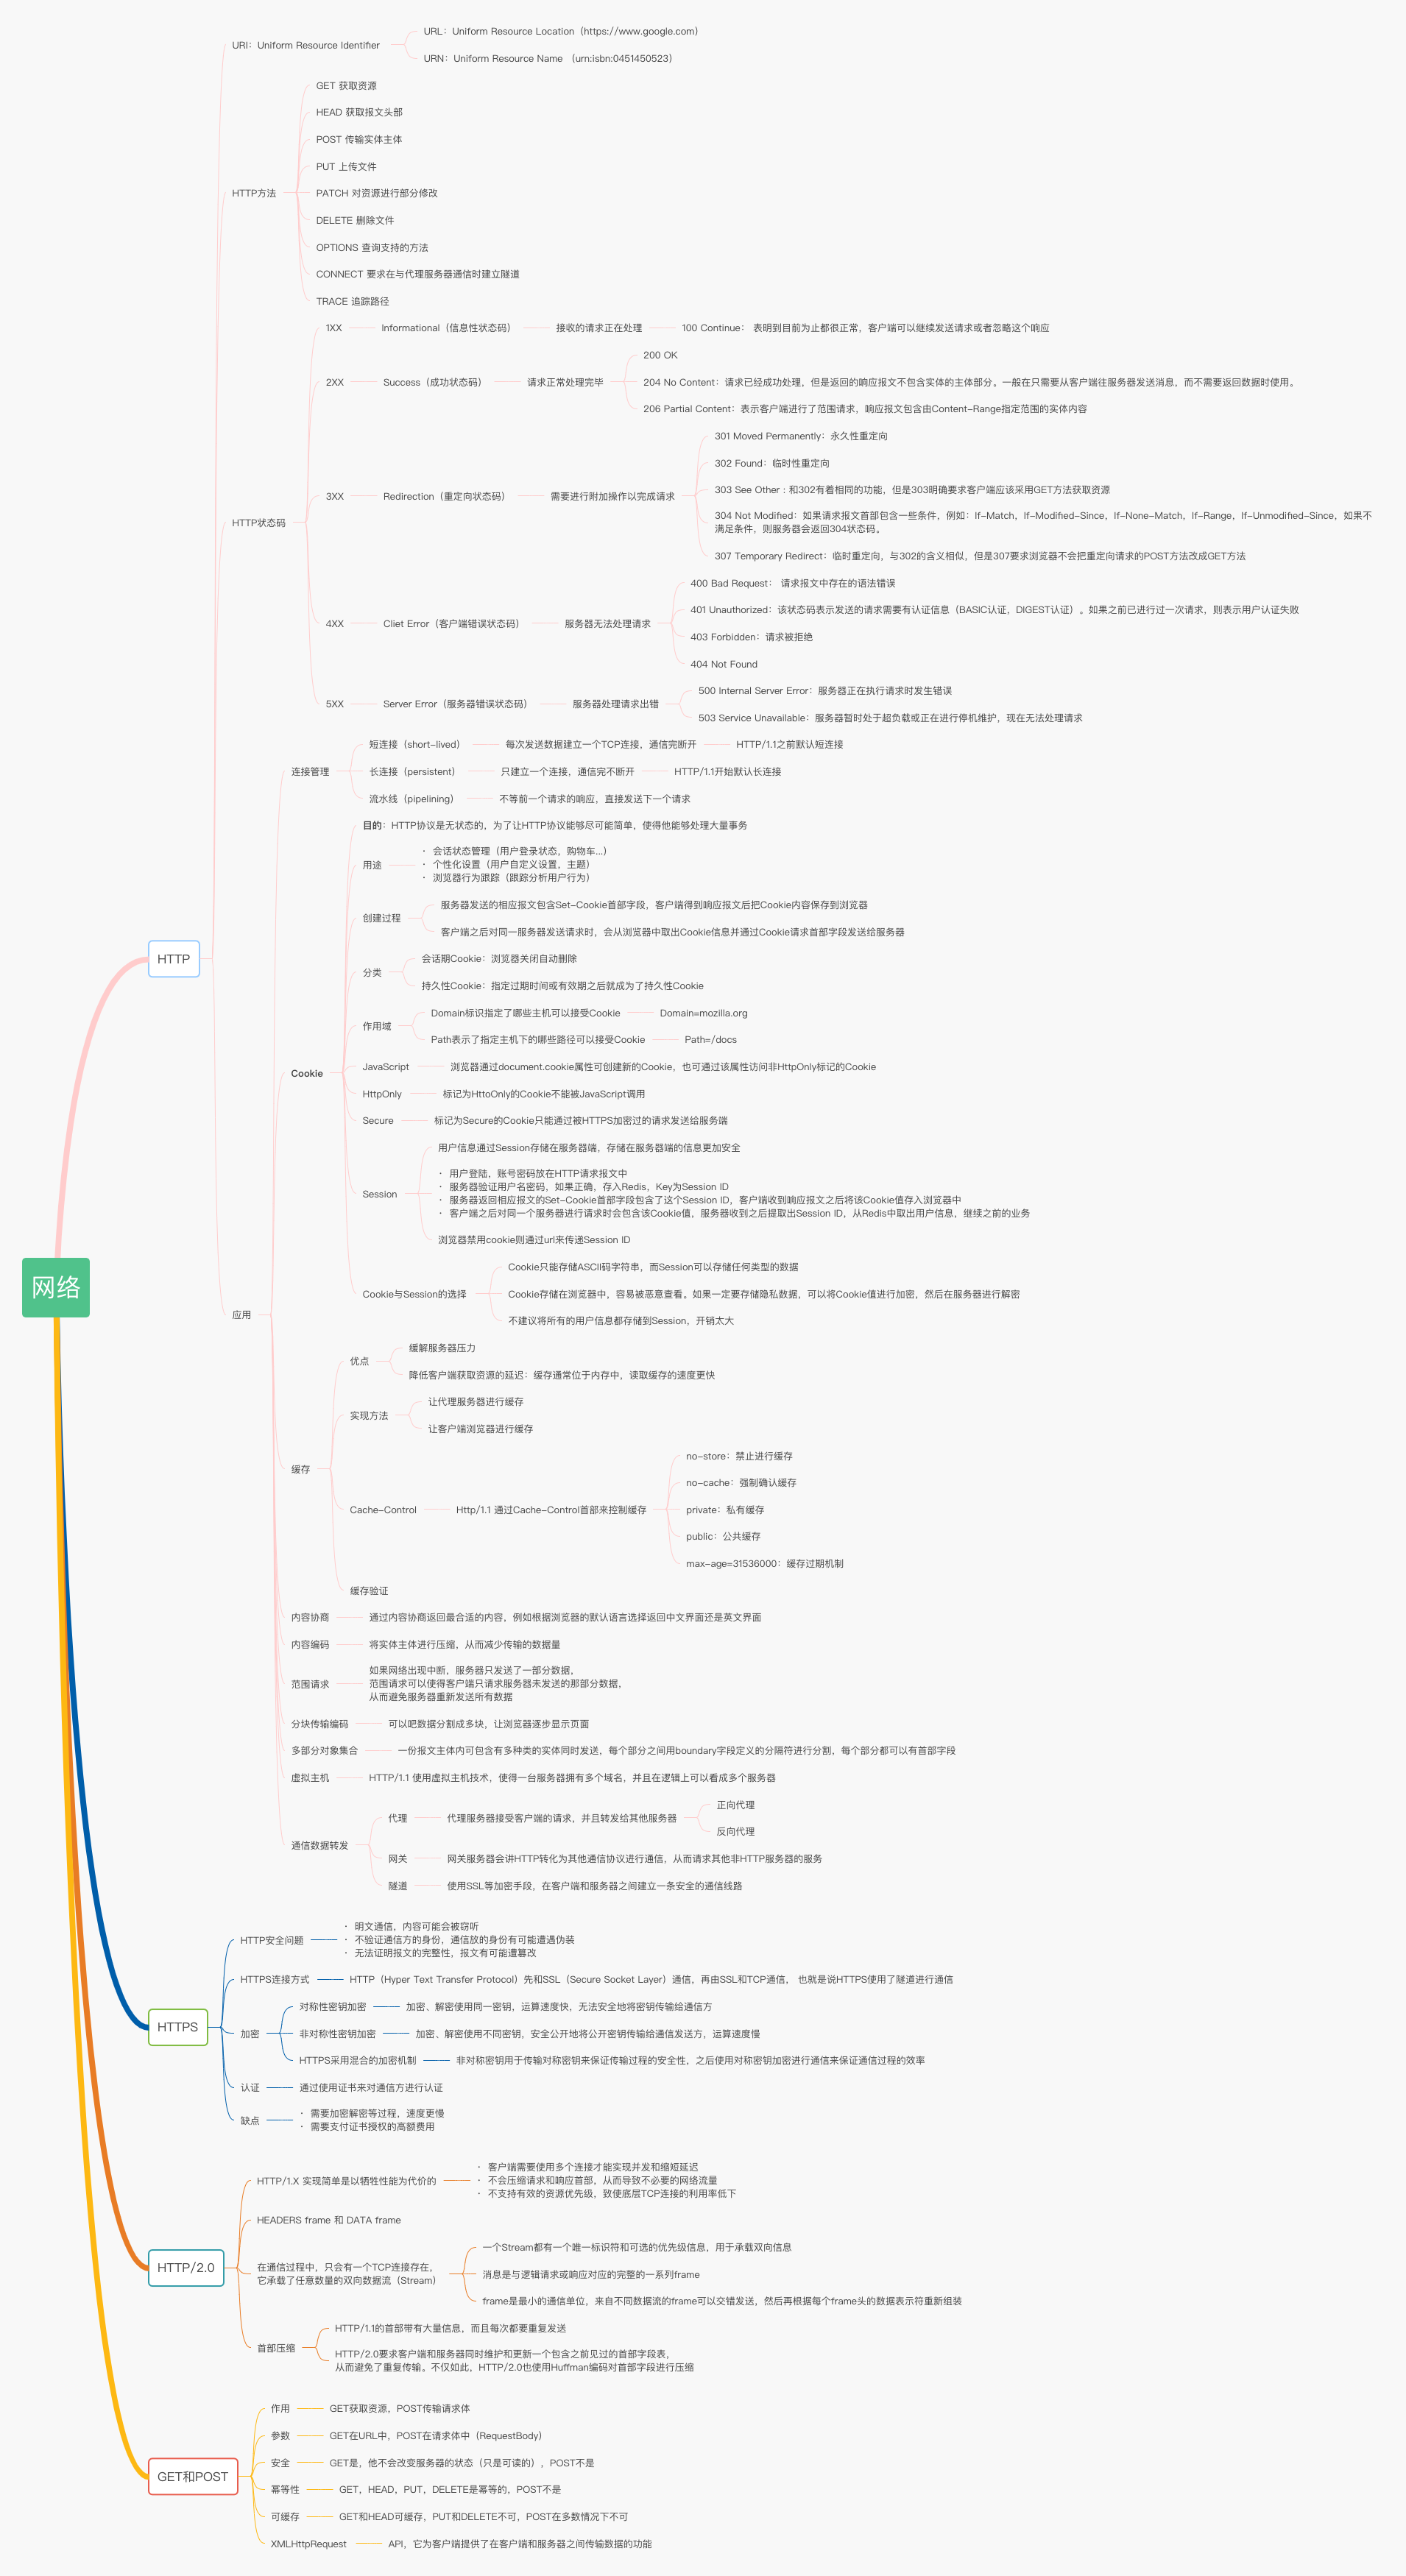 网络
HTTP
URI：Uniform Resource Identifier
URL：Uniform Resource Location（https://www.google.com）
URN：Uniform Resource Name （urn:isbn:0451450523）
HTTP方法
GET 获取资源
HEAD 获取报文头部
POST 传输实体主体
PUT 上传文件
PATCH 对资源进行部分修改
DELETE 删除文件
OPTIONS 查询支持的方法
CONNECT 要求在与代理服务器通信时建立隧道
TRACE 追踪路径
HTTP状态码
1XX
Informational（信息性状态码）
接收的请求正在处理
100 Continue： 表明到目前为止都很正常，客户端可以继续发送请求或者忽略这个响应
2XX
Success（成功状态码）
请求正常处理完毕
200 OK
204 No Content：请求已经成功处理，但是返回的响应报文不包含实体的主体部分。一般在只需要从客户端往服务器发送消息，而不需要返回数据时使用。
206 Partial Content：表示客户端进行了范围请求，响应报文包含由Content-Range指定范围的实体内容
3XX
Redirection（重定向状态码）
需要进行附加操作以完成请求
301 Moved Permanently：永久性重定向
302 Found：临时性重定向
303 See Other : 和302有着相同的功能，但是303明确要求客户端应该采用GET方法获取资源
304 Not Modified：如果请求报文首部包含一些条件，例如：If-Match，If-Modified-Since，If-None-Match，If-Range，If-Unmodified-Since，如果不
满足条件，则服务器会返回304状态码。
307 Temporary Redirect：临时重定向，与302的含义相似，但是307要求浏览器不会把重定向请求的POST方法改成GET方法
4XX
Cliet Error（客户端错误状态码）
服务器无法处理请求
400 Bad Request： 请求报文中存在的语法错误
401 Unauthorized：该状态码表示发送的请求需要有认证信息（BASIC认证，DIGEST认证）。如果之前已进行过一次请求，则表示用户认证失败
403 Forbidden：请求被拒绝
404 Not Found
5XX
Server Error（服务器错误状态码）
服务器处理请求出错
500 Internal Server Error：服务器正在执行请求时发生错误
503 Service Unavailable：服务器暂时处于超负载或正在进行停机维护，现在无法处理请求
应用
连接管理
短连接（short-lived）
每次发送数据建立一个TCP连接，通信完断开
HTTP/1.1之前默认短连接
长连接（persistent）
只建立一个连接，通信完不断开
HTTP/1.1开始默认长连接
流水线（pipelining）
不等前一个请求的响应，直接发送下一个请求
Cookie
目的：HTTP协议是无状态的，为了让HTTP协议能够尽可能简单，使得他能够处理大量事务
用途
· 会话状态管理（用户登录状态，购物车...）
· 个性化设置（用户自定义设置，主题）
· 浏览器行为跟踪（跟踪分析用户行为）
创建过程
服务器发送的相应报文包含Set-Cookie首部字段，客户端得到响应报文后把Cookie内容保存到浏览器
客户端之后对同一服务器发送请求时，会从浏览器中取出Cookie信息并通过Cookie请求首部字段发送给服务器
分类
会话期Cookie：浏览器关闭自动删除
持久性Cookie：指定过期时间或有效期之后就成为了持久性Cookie
作用域
Domain标识指定了哪些主机可以接受Cookie
Domain=mozilla.org
Path表示了指定主机下的哪些路径可以接受Cookie
Path=/docs
JavaScript
浏览器通过document.cookie属性可创建新的Cookie，也可通过该属性访问非HttpOnly标记的Cookie
HttpOnly
标记为HttoOnly的Cookie不能被JavaScript调用
Secure
标记为Secure的Cookie只能通过被HTTPS加密过的请求发送给服务端
Session
用户信息通过Session存储在服务器端，存储在服务器端的信息更加安全
· 用户登陆，账号密码放在HTTP请求报文中
· 服务器验证用户名密码，如果正确，存入Redis，Key为Session ID
· 服务器返回相应报文的Set-Cookie首部字段包含了这个Session ID，客户端收到响应报文之后将该Cookie值存入浏览器中
· 客户端之后对同一个服务器进行请求时会包含该Cookie值，服务器收到之后提取出Session ID，从Redis中取出用户信息，继续之前的业务
浏览器禁用cookie则通过url来传递Session ID
Cookie与Session的选择
Cookie只能存储ASCII码字符串，而Session可以存储任何类型的数据
Cookie存储在浏览器中，容易被恶意查看。如果一定要存储隐私数据，可以将Cookie值进行加密，然后在服务器进行解密
不建议将所有的用户信息都存储到Session，开销太大
缓存
优点
缓解服务器压力
降低客户端获取资源的延迟：缓存通常位于内存中，读取缓存的速度更快
实现方法
让代理服务器进行缓存
让客户端浏览器进行缓存
Cache-Control
Http/1.1 通过Cache-Control首部来控制缓存
no-store：禁止进行缓存
no-cache：强制确认缓存
private：私有缓存
public：公共缓存
max-age=31536000：缓存过期机制
缓存验证
内容协商
通过内容协商返回最合适的内容，例如根据浏览器的默认语言选择返回中文界面还是英文界面
内容编码
将实体主体进行压缩，从而减少传输的数据量
范围请求
如果网络出现中断，服务器只发送了一部分数据，
范围请求可以使得客户端只请求服务器未发送的那部分数据，
从而避免服务器重新发送所有数据
分块传输编码
可以吧数据分割成多块，让浏览器逐步显示页面
多部分对象集合
一份报文主体内可包含有多种类的实体同时发送，每个部分之间用boundary字段定义的分隔符进行分割，每个部分都可以有首部字段
虚拟主机
HTTP/1.1 使用虚拟主机技术，使得一台服务器拥有多个域名，并且在逻辑上可以看成多个服务器
通信数据转发
代理
代理服务器接受客户端的请求，并且转发给其他服务器
正向代理
反向代理
网关
网关服务器会讲HTTP转化为其他通信协议进行通信，从而请求其他非HTTP服务器的服务
隧道
使用SSL等加密手段，在客户端和服务器之间建立一条安全的通信线路
HTTPS
HTTP安全问题
· 明文通信，内容可能会被窃听
· 不验证通信方的身份，通信放的身份有可能遭遇伪装
· 无法证明报文的完整性，报文有可能遭篡改
HTTPS连接方式
HTTP（Hyper Text Transfer Protocol）先和SSL（Secure Socket Layer）通信，再由SSL和TCP通信， 也就是说HTTPS使用了隧道进行通信
加密
对称性密钥加密
加密、解密使用同一密钥，运算速度快，无法安全地将密钥传输给通信方
非对称性密钥加密
加密、解密使用不同密钥，安全公开地将公开密钥传输给通信发送方，运算速度慢
HTTPS采用混合的加密机制
非对称密钥用于传输对称密钥来保证传输过程的安全性，之后使用对称密钥加密进行通信来保证通信过程的效率
认证
通过使用证书来对通信方进行认证
缺点
· 需要加密解密等过程，速度更慢
· 需要支付证书授权的高额费用
HTTP/2.0
HTTP/1.X 实现简单是以牺牲性能为代价的
· 客户端需要使用多个连接才能实现并发和缩短延迟
· 不会压缩请求和响应首部，从而导致不必要的网络流量
· 不支持有效的资源优先级，致使底层TCP连接的利用率低下
HEADERS frame 和 DATA frame
在通信过程中，只会有一个TCP连接存在，
它承载了任意数量的双向数据流（Stream）
一个Stream都有一个唯一标识符和可选的优先级信息，用于承载双向信息
消息是与逻辑请求或响应对应的完整的一系列frame
frame是最小的通信单位，来自不同数据流的frame可以交错发送，然后再根据每个frame头的数据表示符重新组装
首部压缩
HTTP/1.1的首部带有大量信息，而且每次都要重复发送
HTTP/2.0要求客户端和服务器同时维护和更新一个包含之前见过的首部字段表，
从而避免了重复传输。不仅如此，HTTP/2.0也使用Huffman编码对首部字段进行压缩
GET和POST
作用
GET获取资源，POST传输请求体
参数
GET在URL中，POST在请求体中（RequestBody）
安全
GET是，他不会改变服务器的状态（只是可读的），POST不是
幂等性
GET，HEAD，PUT，DELETE是幂等的，POST不是
可缓存
GET和HEAD可缓存，PUT和DELETE不可，POST在多数情况下不可
XMLHttpRequest
API，它为客户端提供了在客户端和服务器之间传输数据的功能